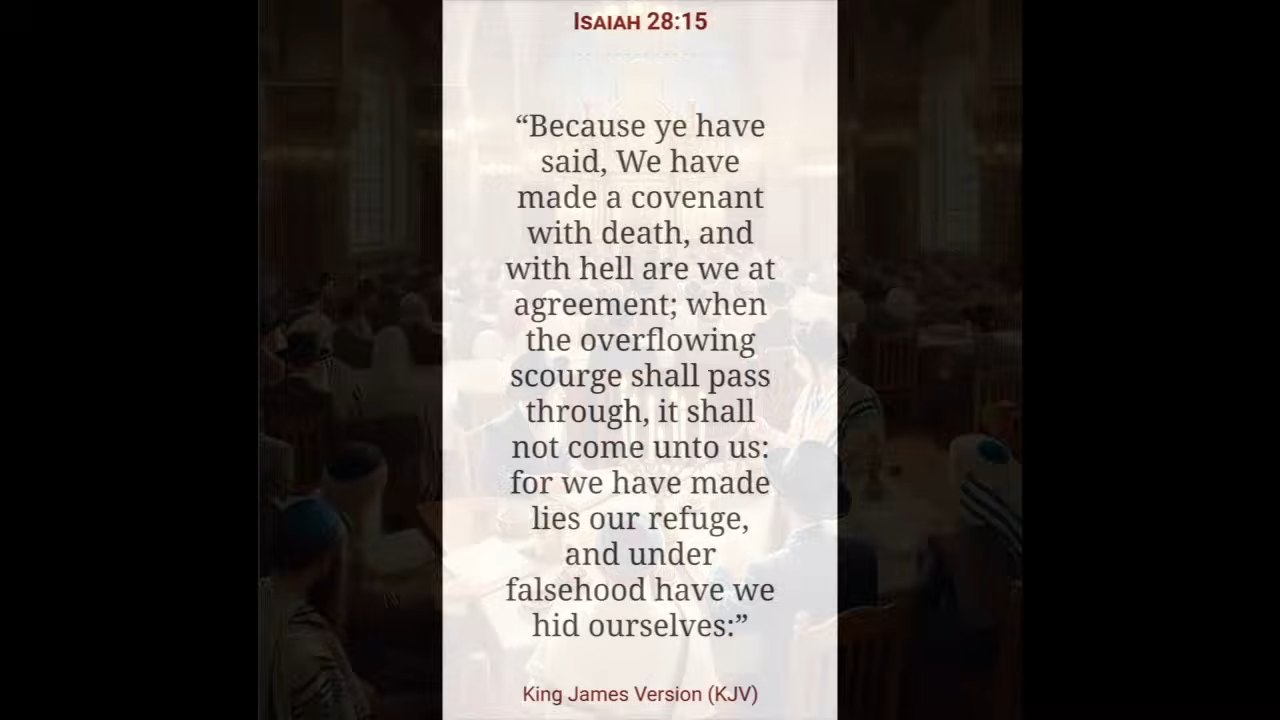 Isaiah 28:15
“Because ye have
said, We have
made a covenant
with death, and
with hell are we at
agreement; when
the overflowing
scourge shall pass
through, it shall
not come unto us:
for we have made
lies our refuge,
and under
falsehood have we
hid ourselves:”
King James Version (KJV)